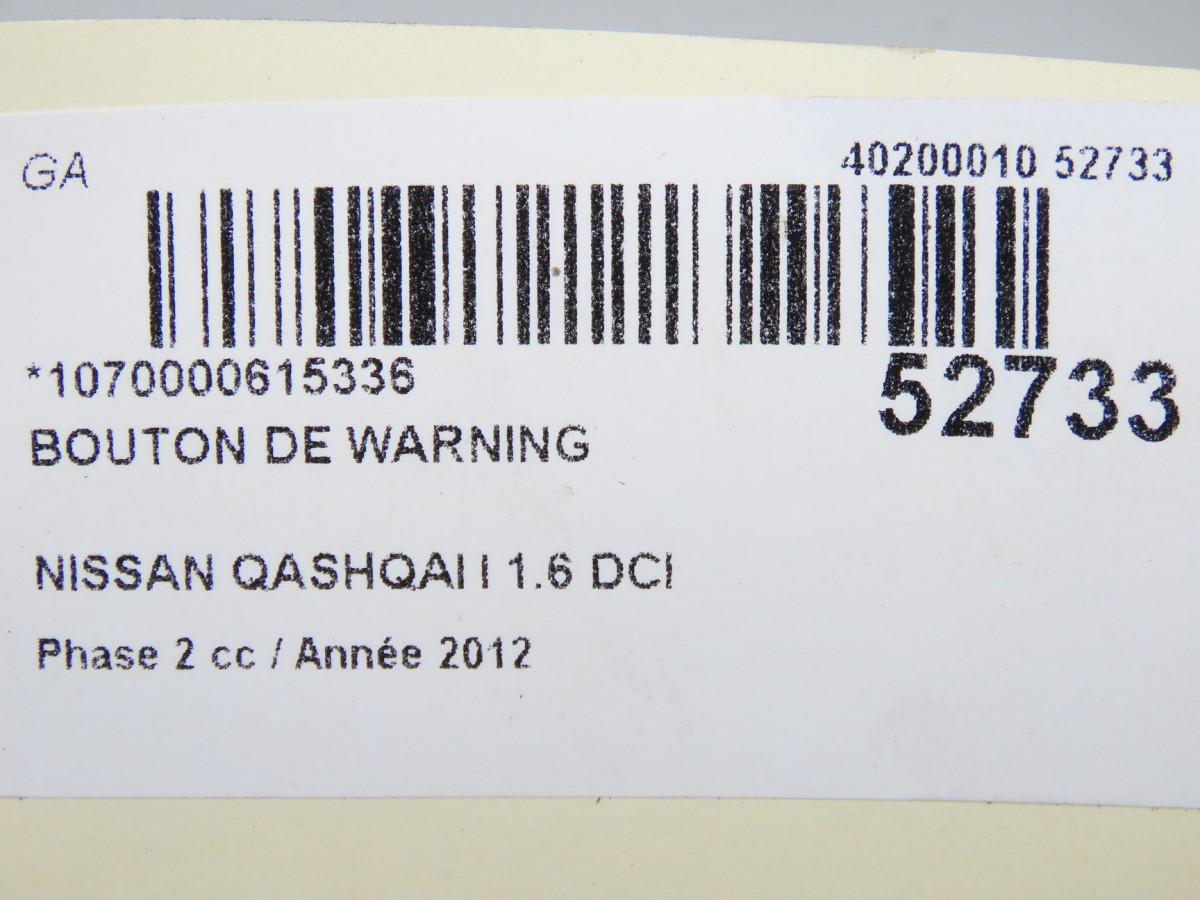 GA
40200010 52733
*1070000615336
52733
BOUTON DE WARNING
NISSAN QASHQAI I 1.6 DCI
Phase 2 cc / Année 2012